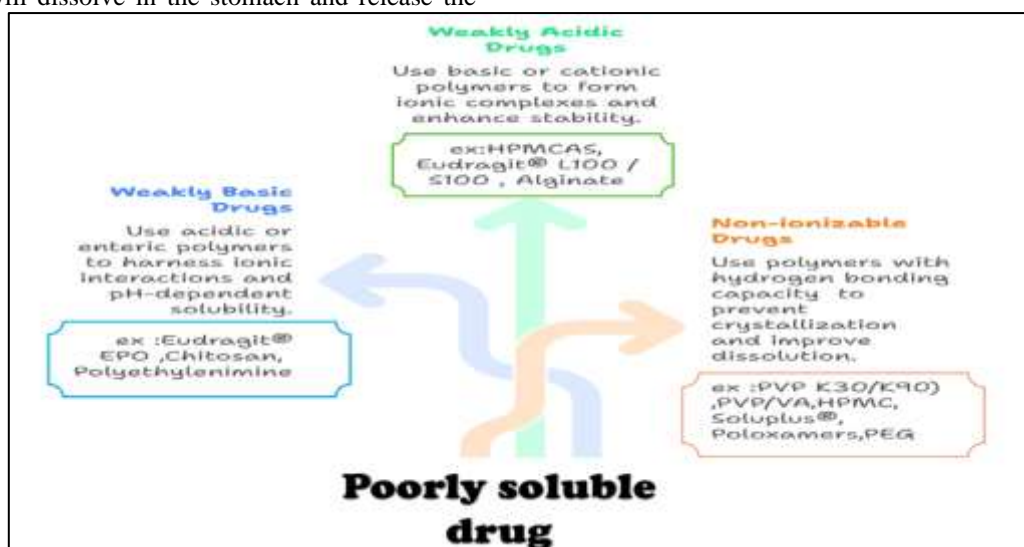 will dissolve in the stomach and release the
Weakly Acidic
Drugs
Use basic or cationic
polymers to form
ionic complexes and
enhance stability.
ex:HPMCAS,
Eudragit® L100 /
S100 , Alginate
Weakly Basic
Drugs
Use acidic or
enteric polymers
to harness ionic
interactions and
pH-dependent
solubility.
ex :Eudragit®
EPO ,Chitosan,
Polyethylenimine
Non-ionizable
Drugs
Use polymers with
hydrogen bonding
capacity to
prevent
crystallization
and improve
dissolution.
ex :PVP K30/K90)
,PVP/VA,HPMC,
Soluplus®,
Poloxamers,PEG
Poorly soluble
drug